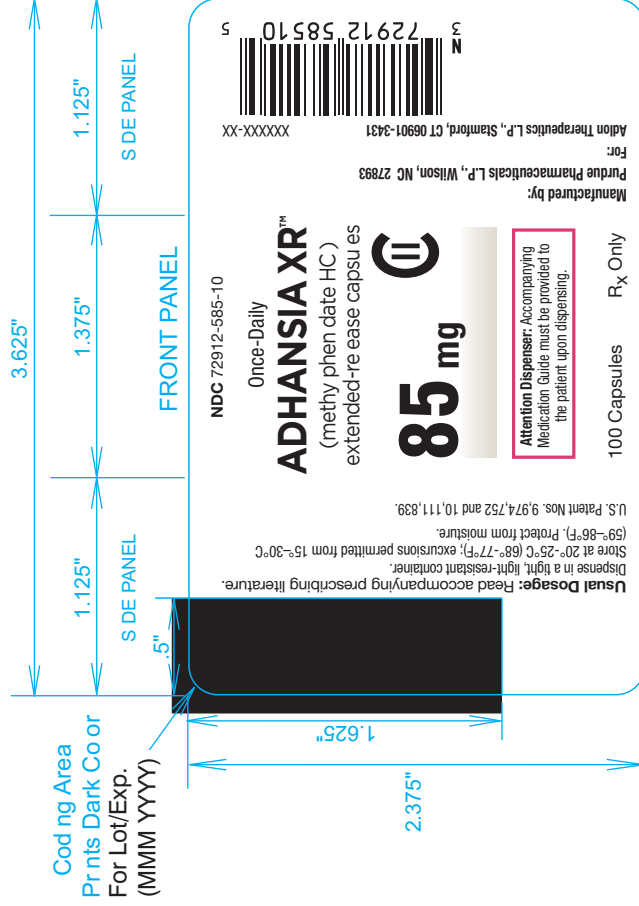 3.625"
1.125"
1.375"
1.125"
S DE PANEL
FRONT PANEL
S DE PANEL
Cod ng Area
Pr nts Dark Co or
For Lot/Exp.
(MMM YYYY)
.5"
1.625"
2.375"
Usual Dosage: Read accompanying prescribing literature.
Dispense in a tight, light-resistant container.
Store at 20°-25°C (68°-77°F); excursions permitted from 15°–30°C
(59°–86°F). Protect from moisture.
U.S. Patent Nos. 9,974,752 and 10,111,839.
NDC 72912-585-10
Once-Daily
ADHANSIA XR™
(methy phen date HC )
extended-re ease capsu es
85 mg
CII
Attention Dispenser: Accompanying
Medication Guide must be provided to
the patient upon dispensing.
100 Capsules
Rx Only
Manufactured by:
Purdue Pharmaceuticals L.P., Wilson, NC 27893
For:
Adlon Therapeutics L.P., Stamford, CT 06901-3431
XXXXXX-XX
N
3 72912 58510 5